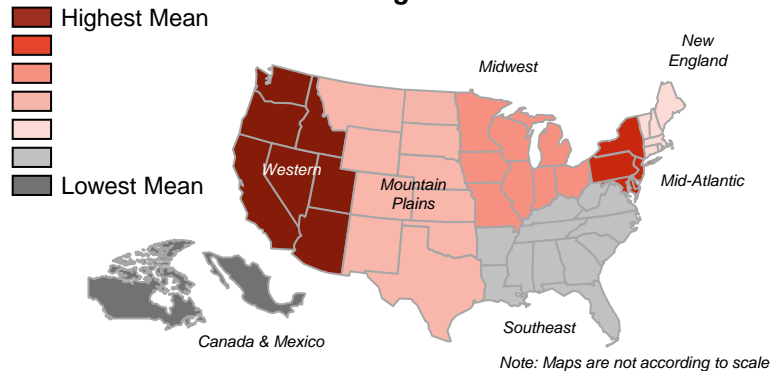 Highest Mean
Lowest Mean
Midwest
New
England
Western
Mountain
Plains
Mid-Atlantic
Southeast
Canada & Mexico
Note: Maps are not according to scale